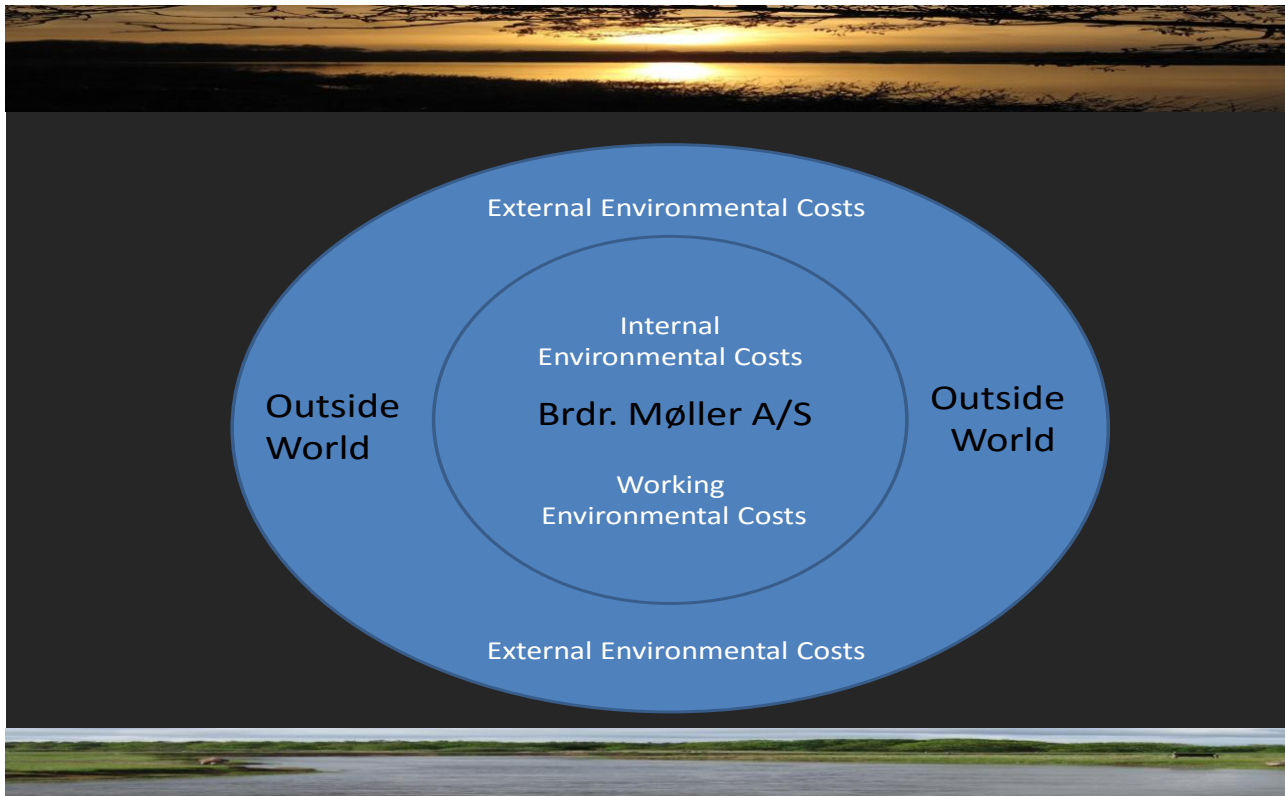 External Environmental Costs
Internal
Environmental Costs
Outside
World
Brdr. Møller A/S
Outside
World
Working
Environmental Costs
External Environmental Costs